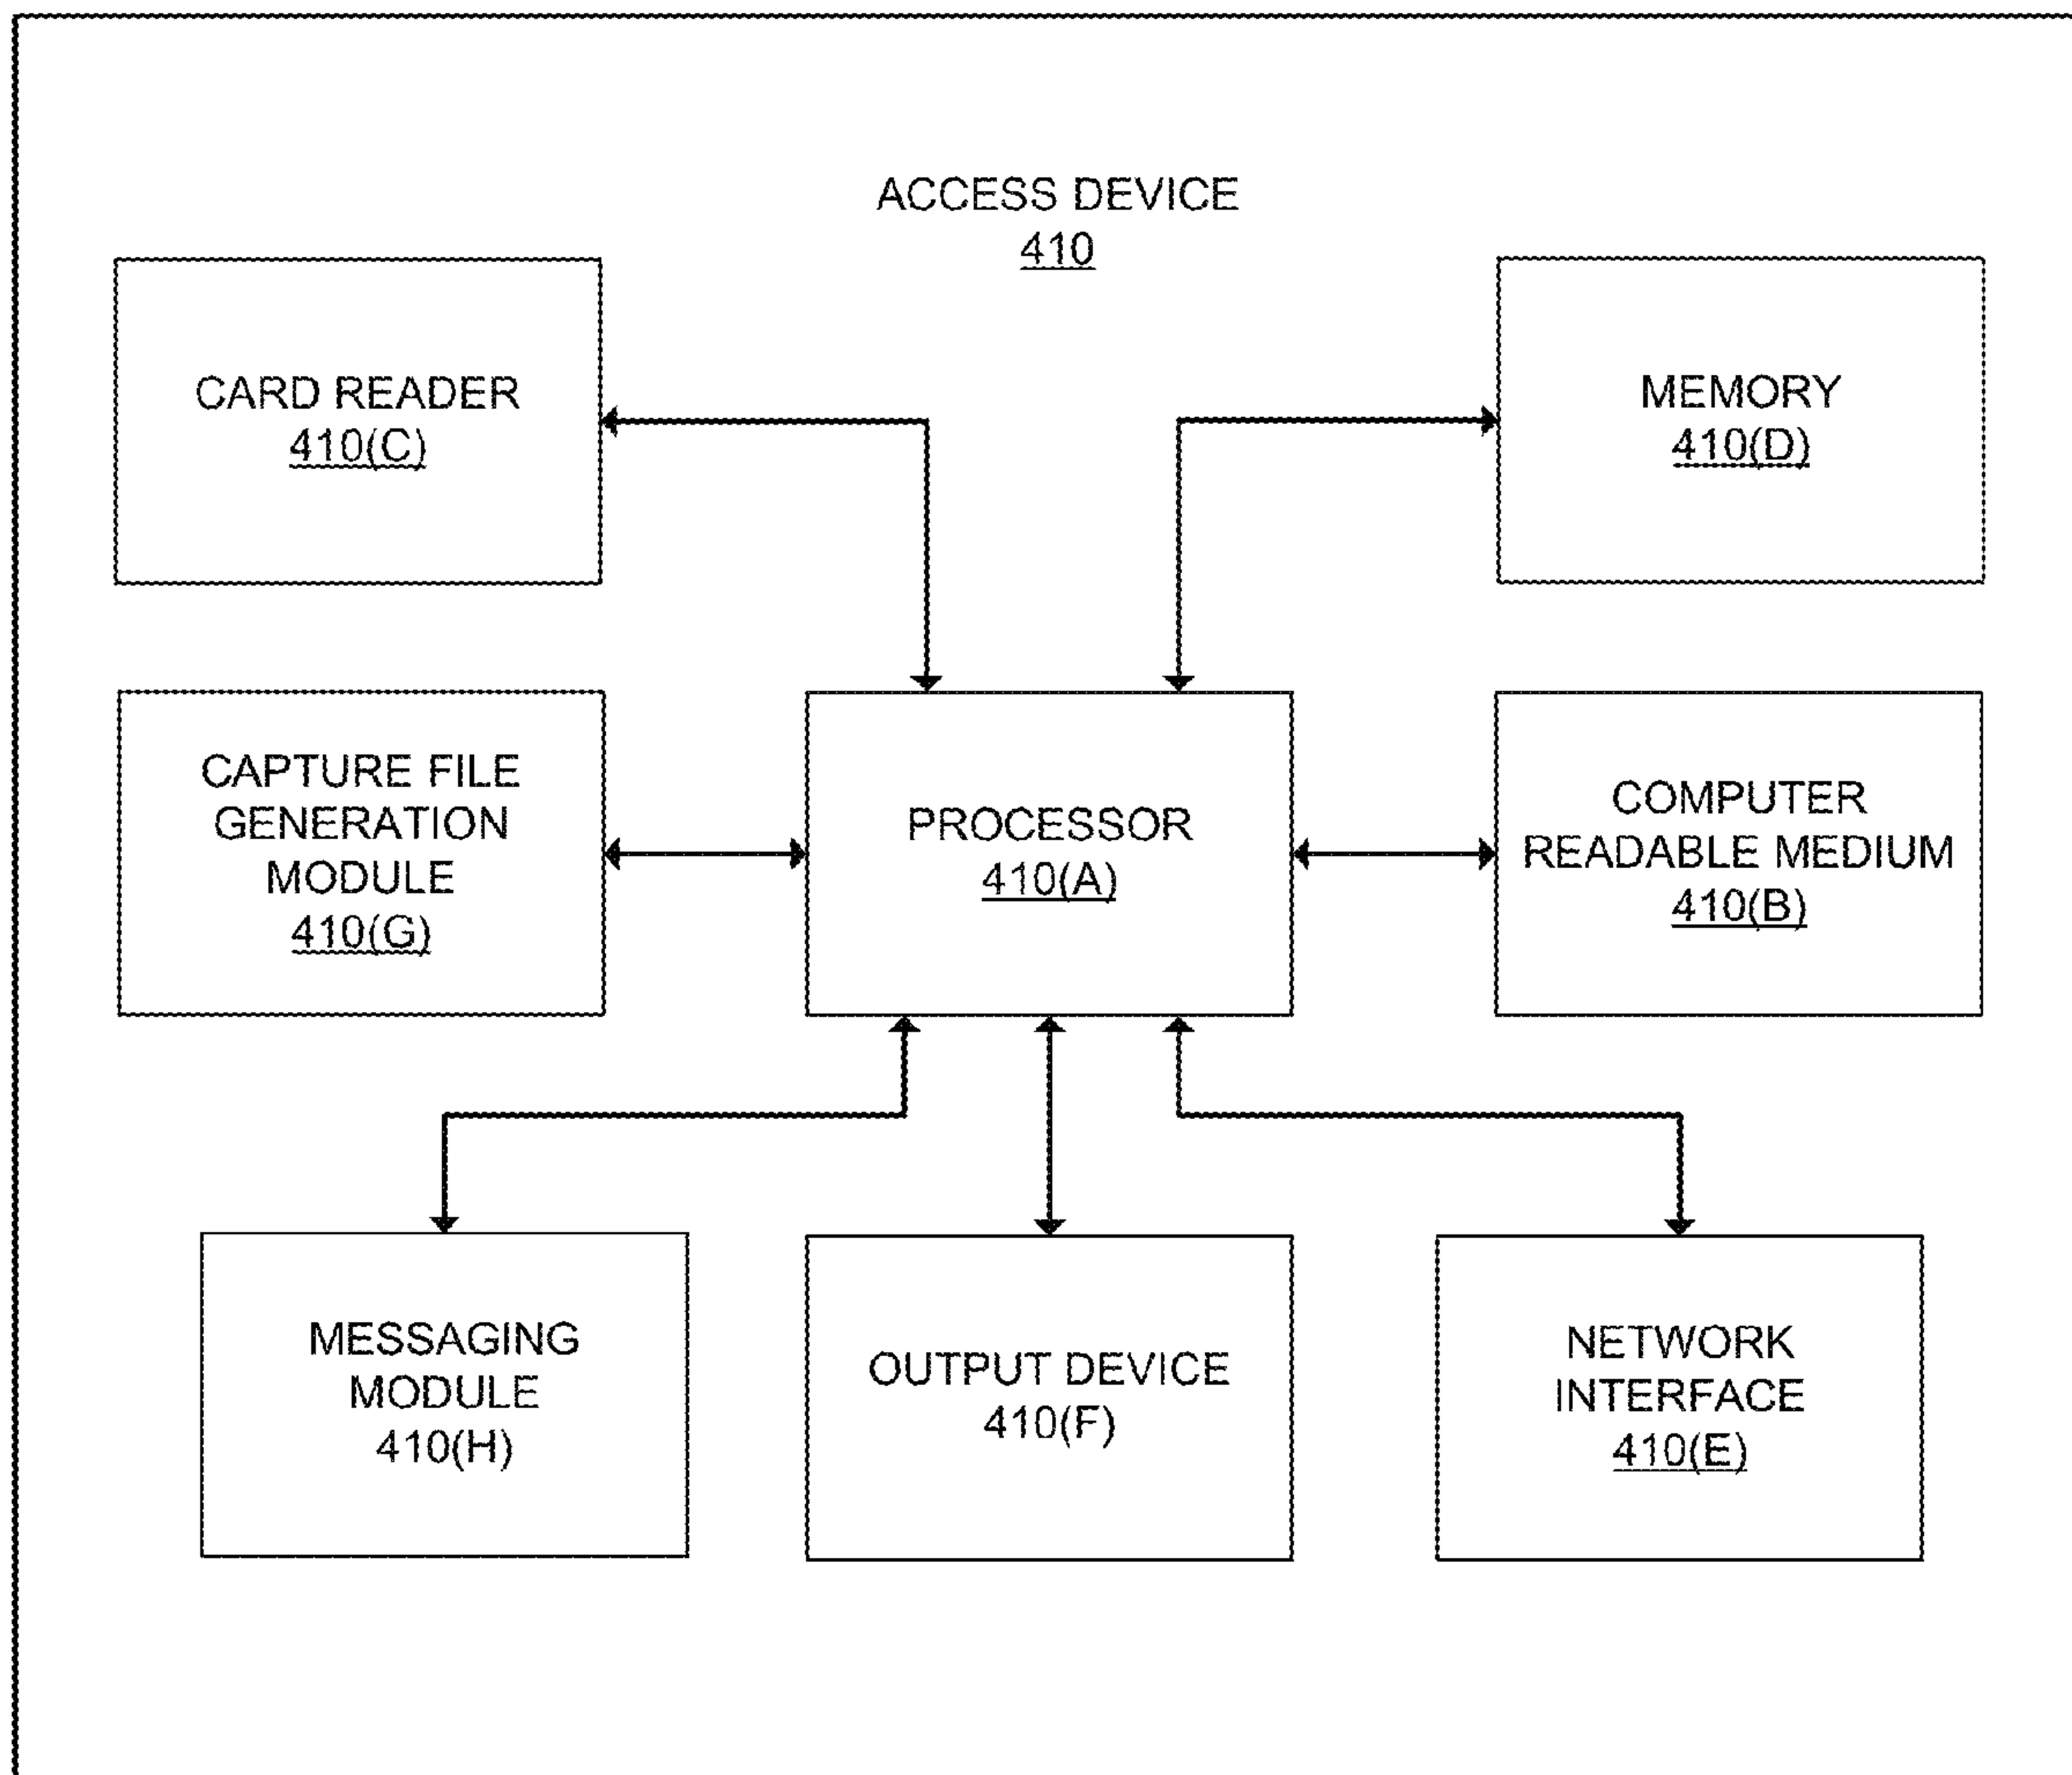 ACCESS DEVICE
410
CARD READER
410(C)
MEMORY
410(D)
CAPTURE FILE
GENERATION
MODULE
410(G)
PROCESSOR
410(A)
COMPUTER
READABLE MEDIUM
410(B)
MESSAGING
MODULE
410(H)
OUTPUT DEVICE
410(F)
NETWORK
INTERFACE
410(E)